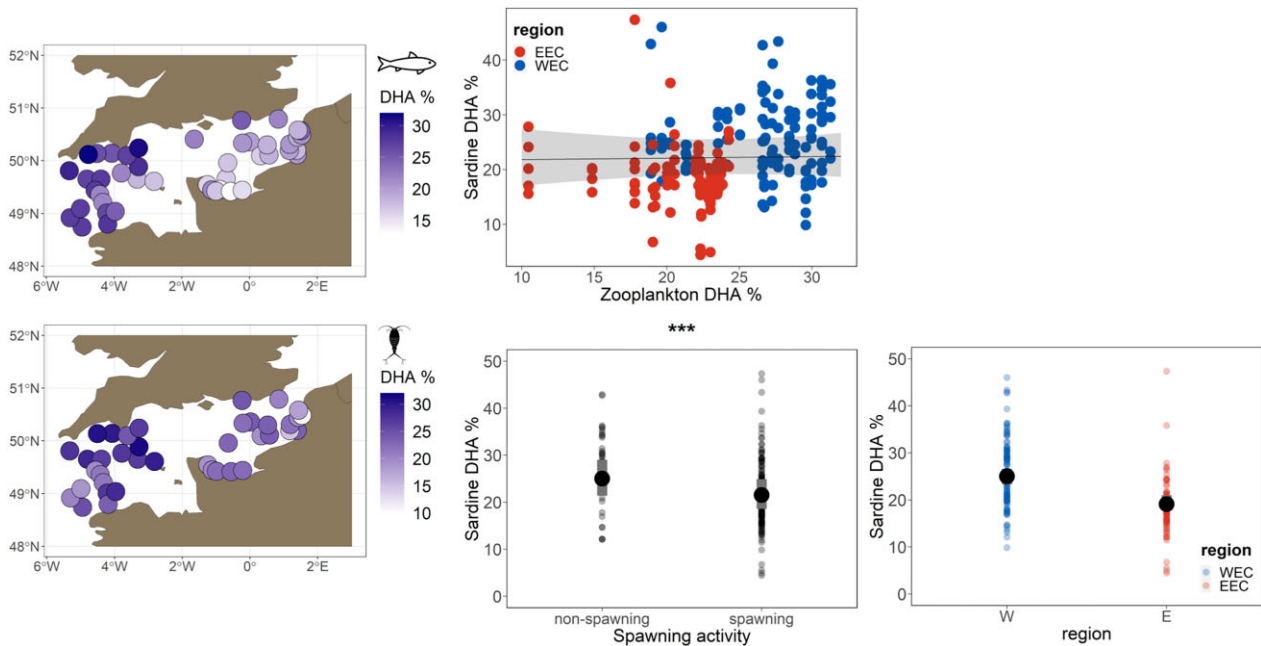 52°N
51°N
50°N
49°N
48°N
6°W
4°W
2°W
0°
2°E
DHA %
30
25
20
15
region
EEC
WEC
Sardine DHA %
40
30
20
10
10
15
20
25
30
Zooplankton DHA %
52°N
51°N
50°N
49°N
48°N
6°W
4°W
2°W
0°
2°E
DHA %
30
25
20
15
10
***
Sardine DHA %
50
40
30
20
10
0
non-spawning
spawning
Spawning activity
Sardine DHA %
50
40
30
20
10
0
W
E
region
region
WEC
EEC